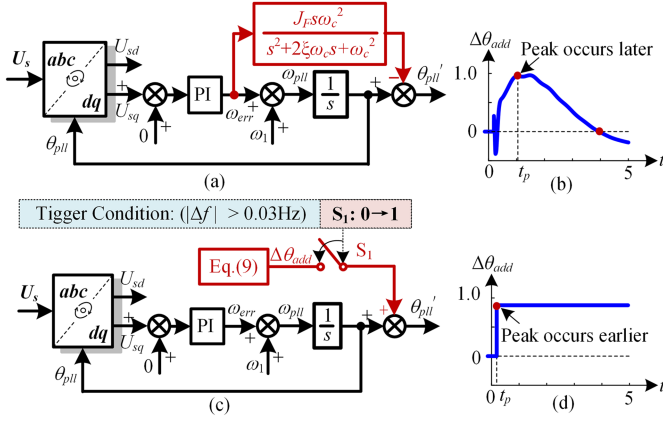 J_F sω_c^2
s^2+2ξω_c s+ω_c^2
U_s
abc
dq
U_sd
U_sq
0
+
+
PI
ω_err
+
+
ω_1
ω_pll
1
s
+
−
θ_pll'
θ_pll
(a)
Δθ_add
1.0
0
Peak occurs later
t_p
5
t
(b)
Tigger Condition: (|Δf| > 0.03Hz)
S_1: 0→1
Eq.(9)
Δθ_add
S_1
U_s
abc
dq
U_sd
U_sq
0
+
+
PI
ω_err
+
+
ω_1
ω_pll
1
s
+
+
θ_pll'
θ_pll
(c)
Δθ_add
1.0
0
Peak occurs earlier
t_p
5
t
(d)